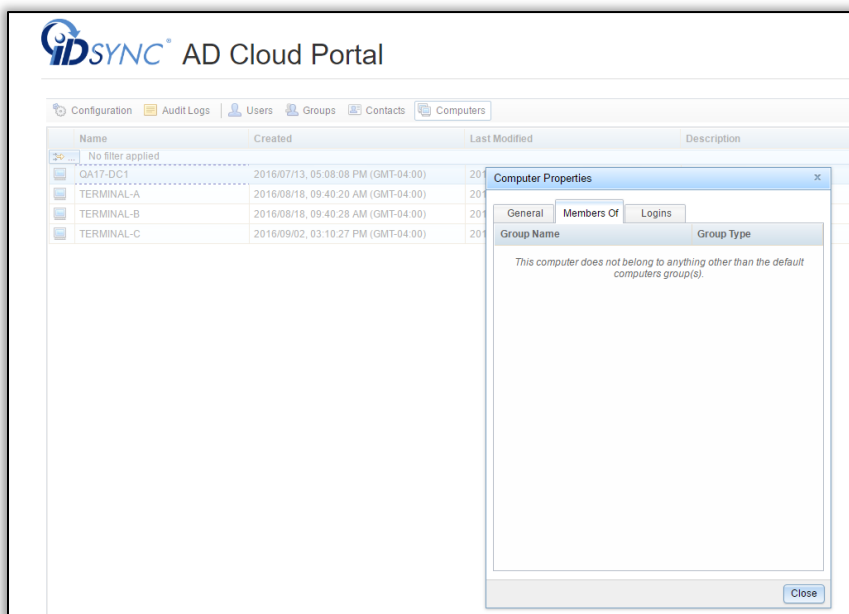 iDSYNC® AD Cloud Portal
Configuration Audit Logs Users Groups Contacts Computers
Name Created Last Modified Description
No filter applied
QA17-DC1 2016/07/13, 05:08:08 PM (GMT-04:00) 201
TERMINAL-A 2016/08/18, 09:40:20 AM (GMT-04:00) 201
TERMINAL-B 2016/08/18, 09:40:28 AM (GMT-04:00) 201
TERMINAL-C 2016/09/02, 03:10:27 PM (GMT-04:00) 201
Computer Properties
General Members Of Logins
Group Name Group Type
This computer does not belong to anything other than the default
computers group(s).
Close